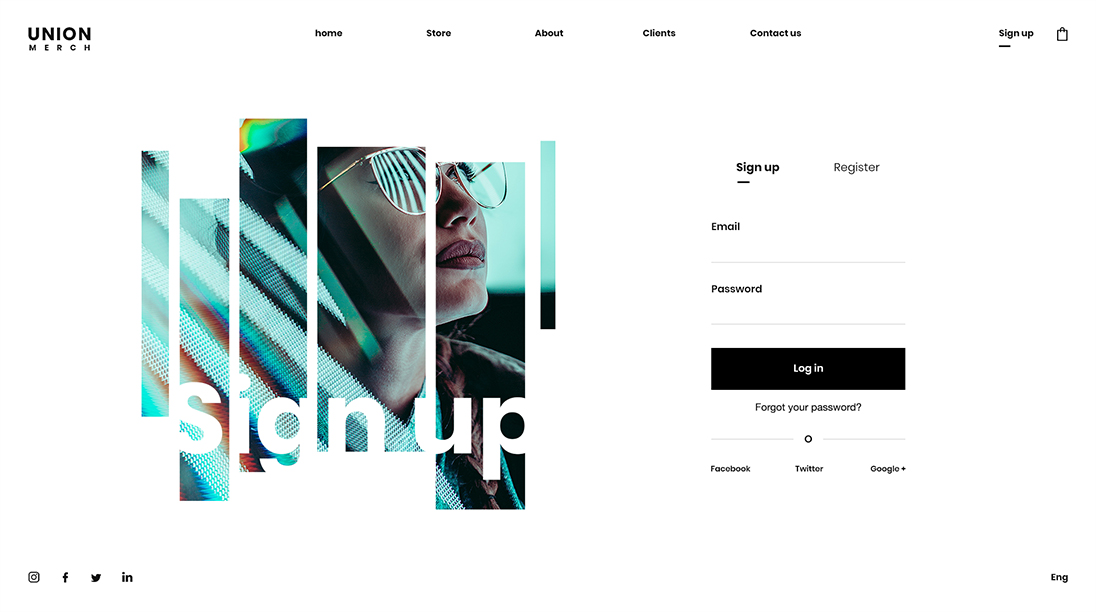 UNION
MERCH
home Store About Clients Contact us Sign up
Sign up Register
Email
Password
Log in
Forgot your password?
O
Facebook Twitter Google +
Sign up
Eng